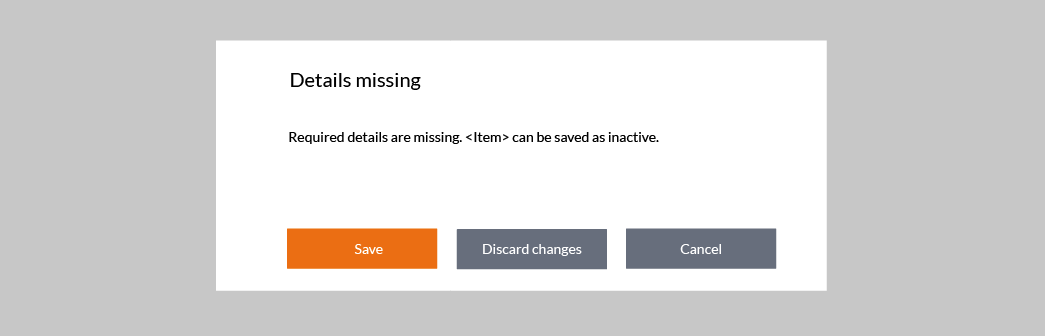 Details missing
Required details are missing. <Item> can be saved as inactive.
Save
Discard changes
Cancel